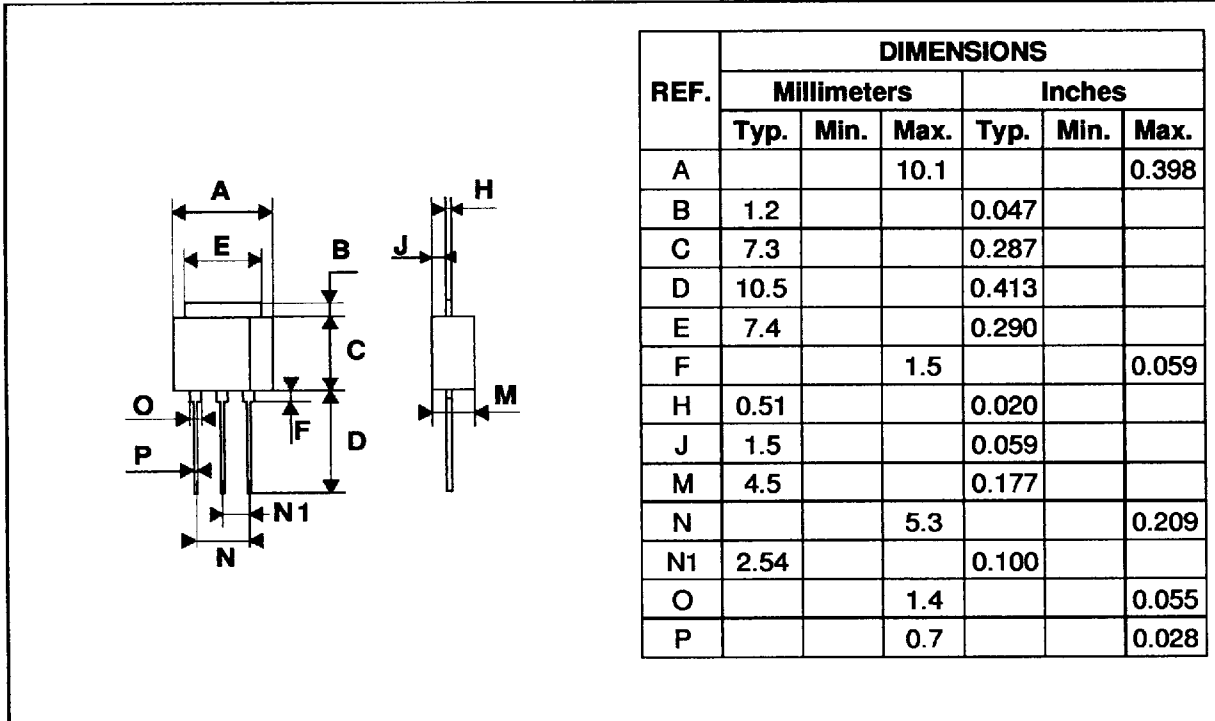 A
E
B
H
J
C
O
F
D
M
P
N1
N
DIMENSIONS
REF. Millimeters Inches
Typ. Min. Max. Typ. Min. Max.
A 10.1 0.398
B 1.2 0.047
C 7.3 0.287
D 10.5 0.413
E 7.4 0.290
F 1.5 0.059
H 0.51 0.020
J 1.5 0.059
M 4.5 0.177
N 5.3 0.209
N1 2.54 0.100
O 1.4 0.055
P 0.7 0.028